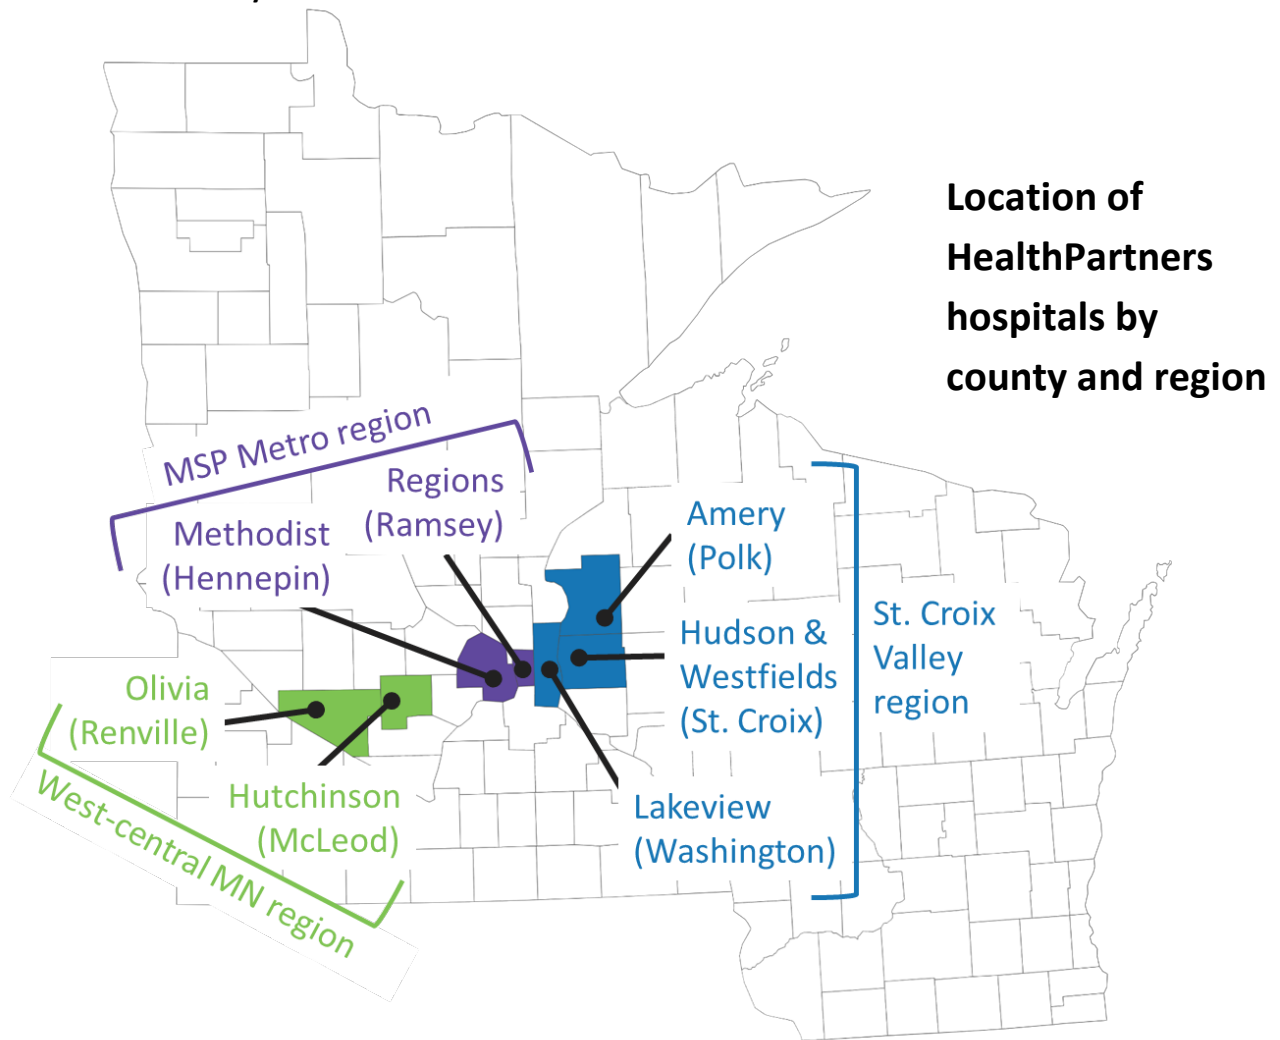 Location of
HealthPartners
hospitals by
county and region
MSP Metro region
Regions
(Ramsey)
Methodist
(Hennepin)
Amery
(Polk)
Hudson &
Westfields
(St. Croix)
St. Croix
Valley
region
Olivia
(Renville)
Hutchinson
(McLeod)
Lakeview
(Washington)
West-central MN region